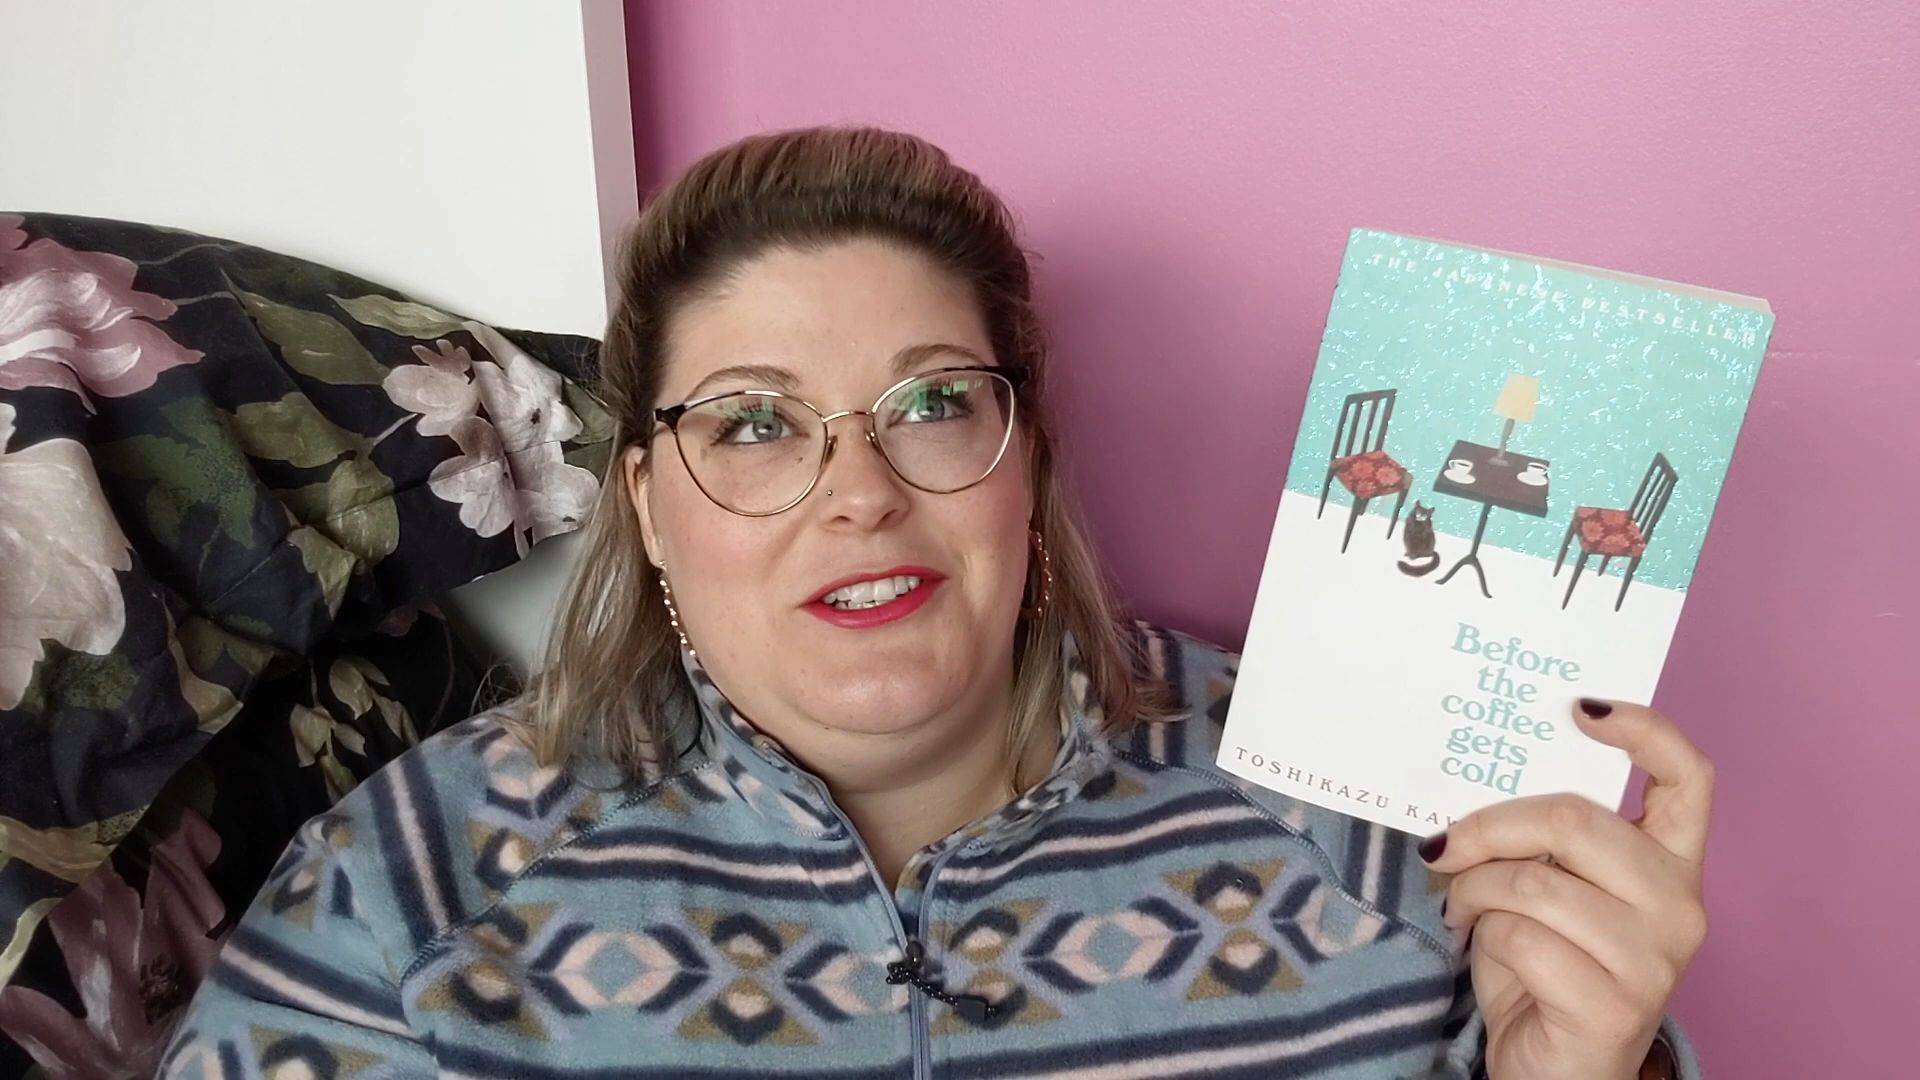 THE JAPANESE BESTSELLER
Before
the
coffee
gets
cold
TOSHIKAZU